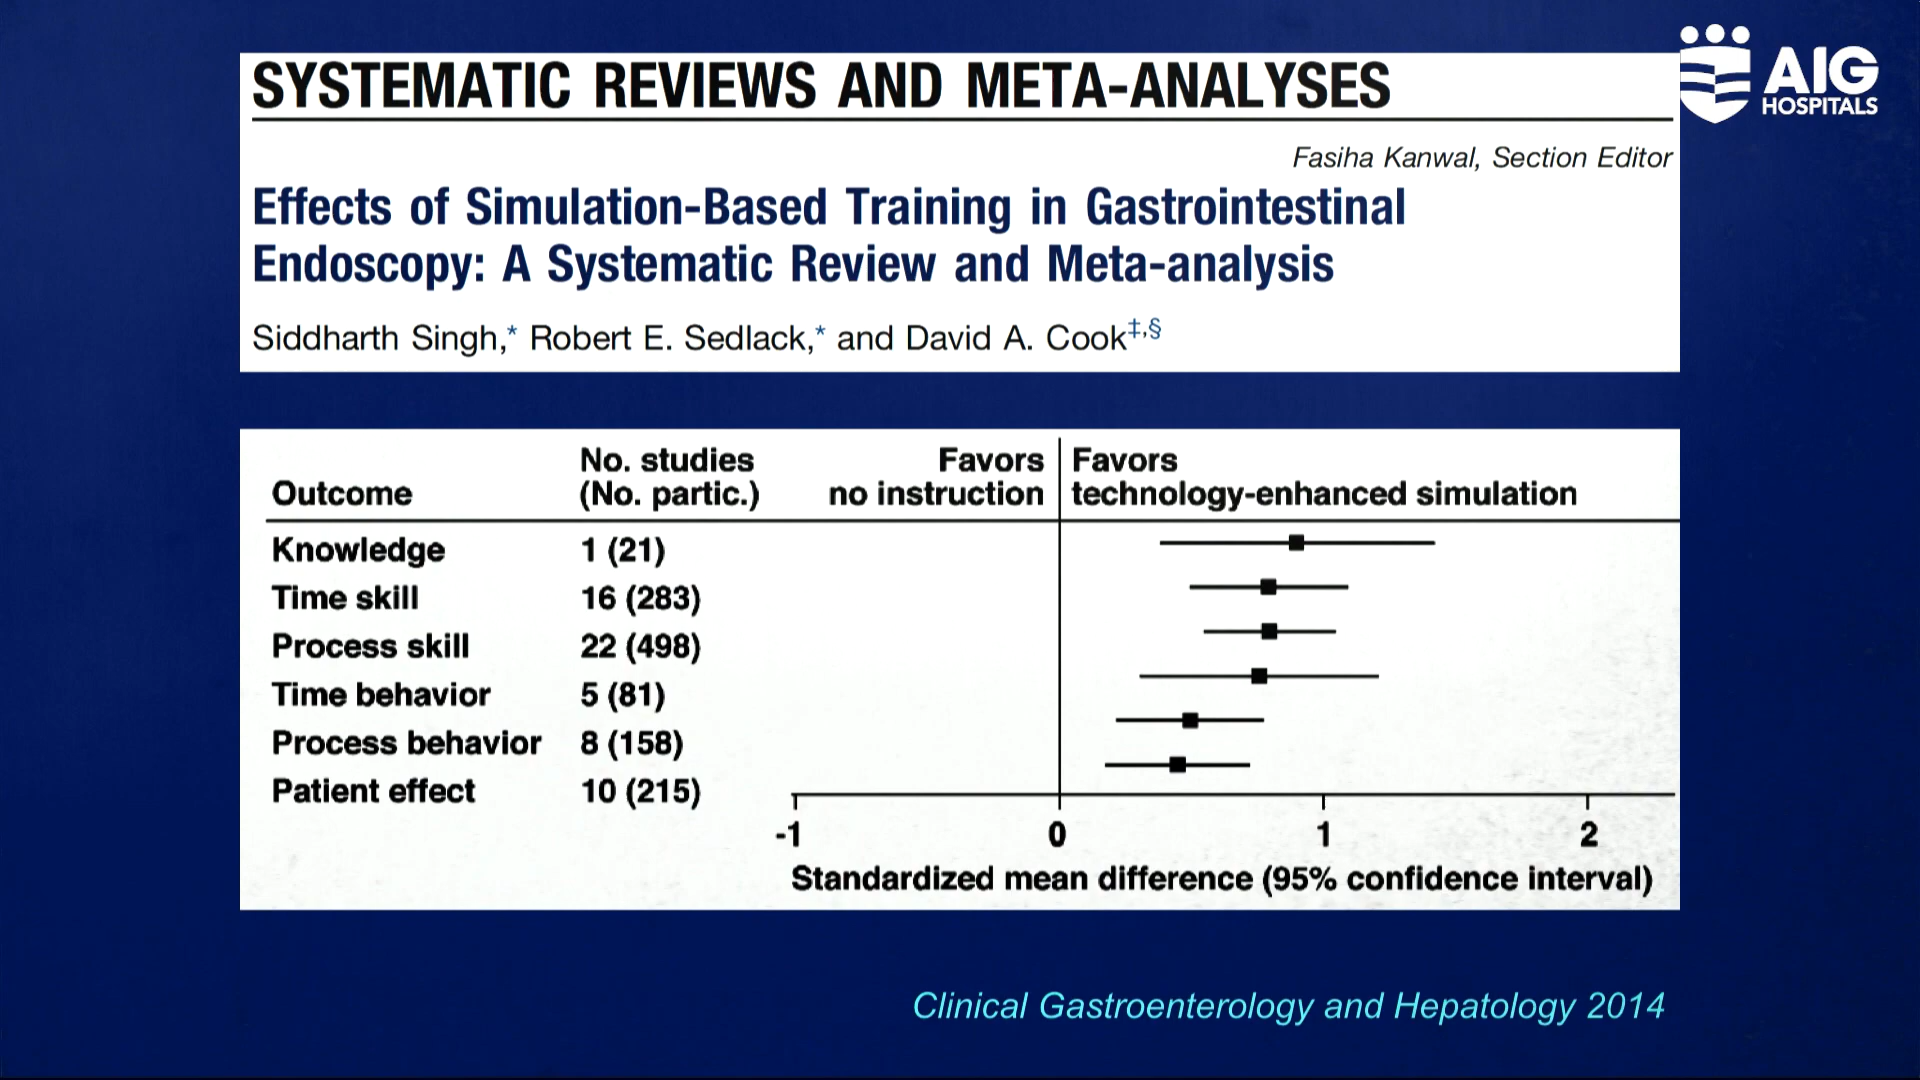 AIG
HOSPITALS
SYSTEMATIC REVIEWS AND META-ANALYSES
Fasiha Kanwal, Section Editor
Effects of Simulation-Based Training in Gastrointestinal
Endoscopy: A Systematic Review and Meta-analysis
Siddharth Singh,* Robert E. Sedlack,* and David A. Cook‡,§
No. studies Favors Favors
Outcome (No. partic.) no instruction technology-enhanced simulation
Knowledge 1 (21)
Time skill 16 (283)
Process skill 22 (498)
Time behavior 5 (81)
Process behavior 8 (158)
Patient effect 10 (215)
-1 0 1 2
Standardized mean difference (95% confidence interval)
Clinical Gastroenterology and Hepatology 2014